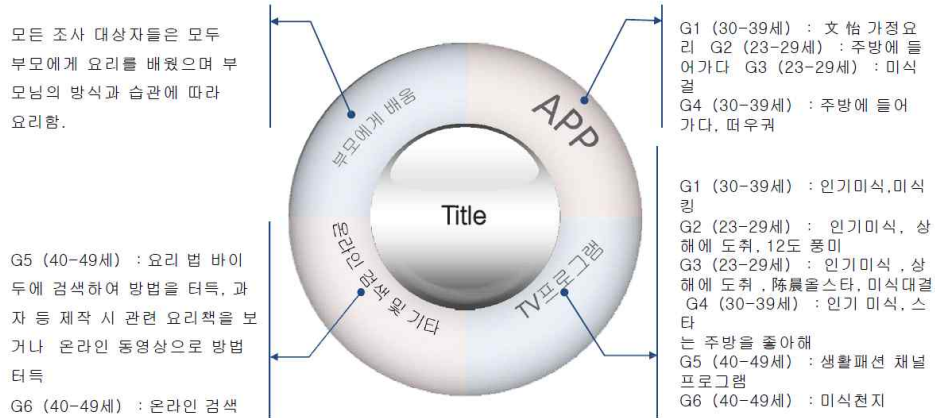 모든 조사 대상자들은 모두
부모에게 요리를 배웠으며 부
모님의 방식과 습관에 따라
요리함.
G5 (40-49세) : 요리 법 바이
두에 검색하여 방법을 터득, 과
자 등 제작 시 관련 요리책을 보
거나 온라인 동영상으로 방법
터득
G6 (40-49세) : 온라인 검색
부모에게 배움
APP
Title
온라인 검색 및 기타
TV프로그램
G1 (30-39세) : 文 怡 가정요
리 G2 (23-29세) : 주방에 들
어가다 G3 (23-29세) : 미식
걸
G4 (30-39세) : 주방에 들어
가다, 떠우궈
G1 (30-39세) : 인기미식,미식
킹
G2 (23-29세) : 인기미식, 상
해에 도취, 12도 풍미
G3 (23-29세) : 인기미식 , 상
해에 도취 , 陈晨올스타, 미식대결
G4 (30-39세) : 인기 미식,스
타
는 주방을 좋아해
G5 (40-49세) : 생활패션 채널
프로그램
G6 (40-49세) : 미식천지